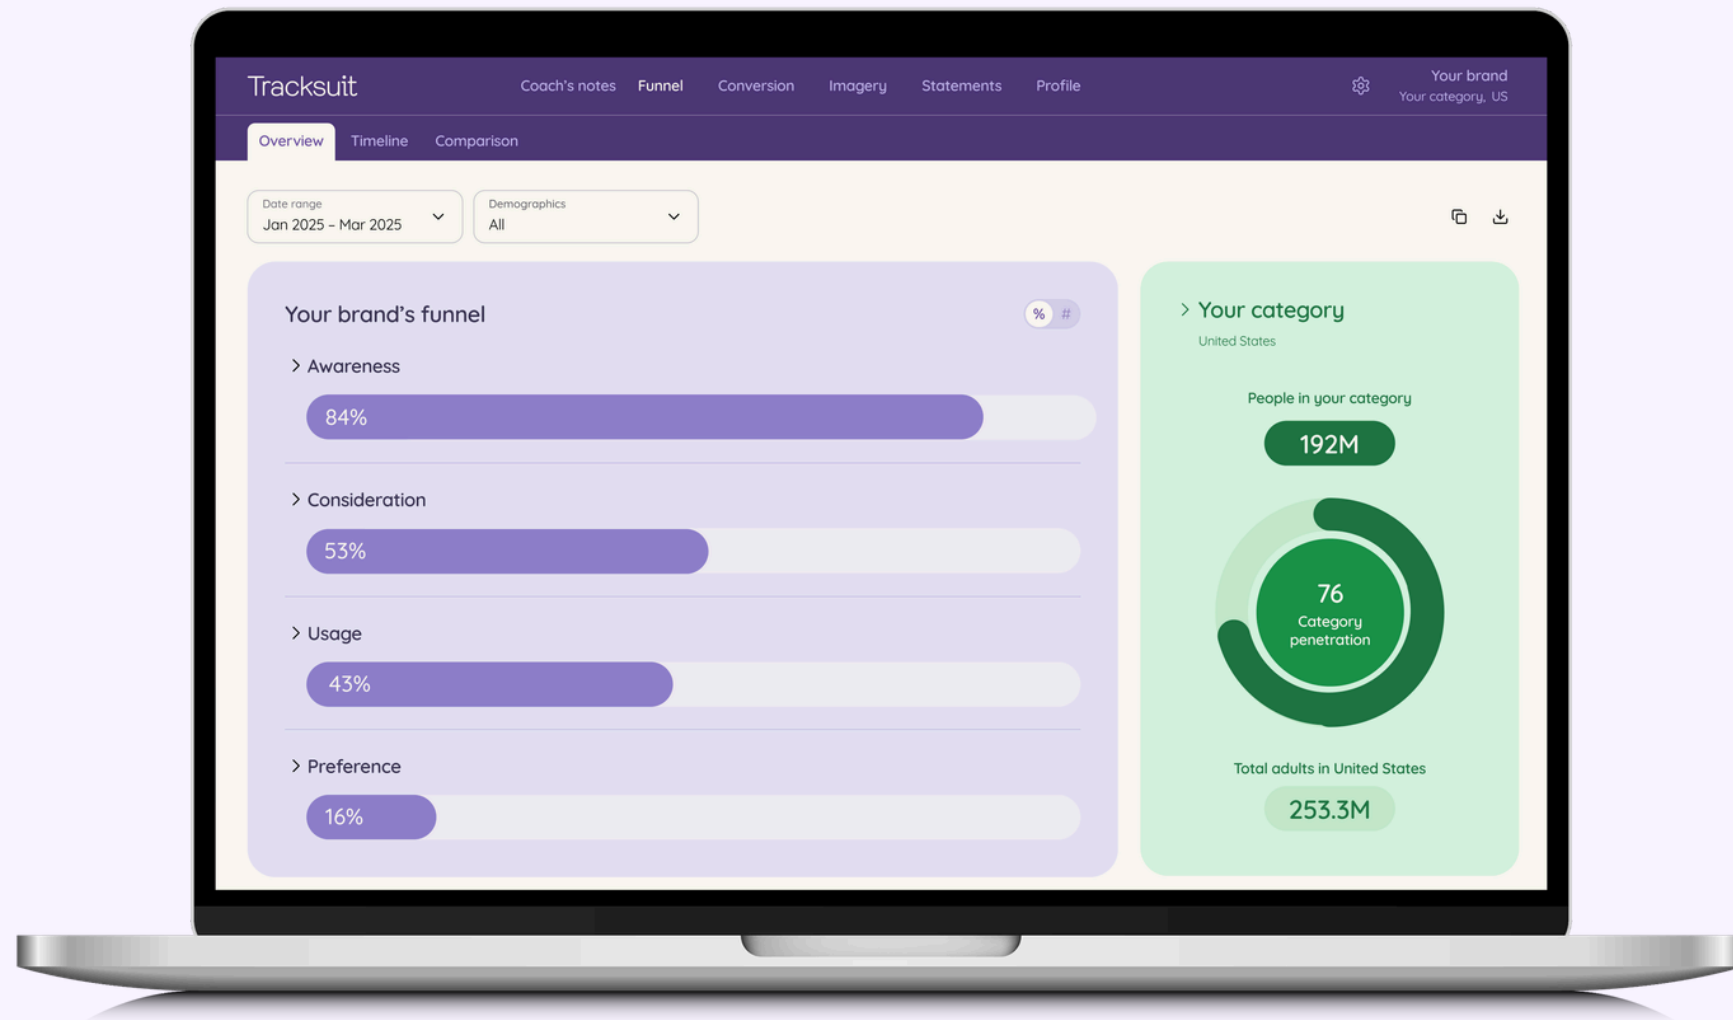 Tracksuit
Coach's notes
Funnel
Conversion
Imagery
Statements
Profile
Your brand
Your category, US
Overview
Timeline
Comparison
Date range
Jan 2025 – Mar 2025
Demographics
All
Your brand’s funnel
%
#
Awareness
84%
Consideration
53%
Usage
43%
Preference
16%
Your category
United States
People in your category
192M
76
Category
penetration
Total adults in United States
253.3M